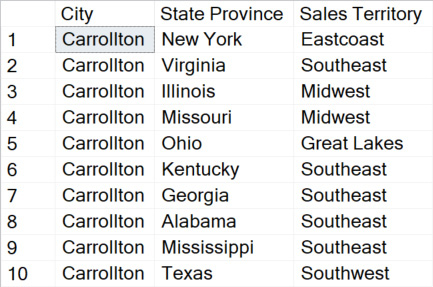 City State Province Sales Territory
1 Carrollton New York Eastcoast
2 Carrollton Virginia Southeast
3 Carrollton Illinois Midwest
4 Carrollton Missouri Midwest
5 Carrollton Ohio Great Lakes
6 Carrollton Kentucky Southeast
7 Carrollton Georgia Southeast
8 Carrollton Alabama Southeast
9 Carrollton Mississippi Southeast
10 Carrollton Texas Southwest